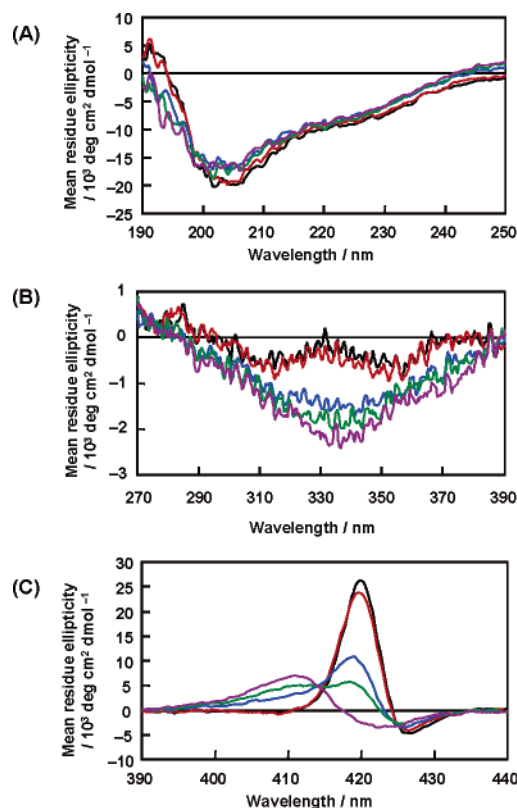 (A)
Mean residue ellipticity
/ 10³ deg cm² dmol⁻¹
10
5
0
−5
−10
−15
−20
−25
190 200 210 220 230 240 250
Wavelength / nm
(B)
Mean residue ellipticity
/ 10³ deg cm² dmol⁻¹
1
0
−1
−2
−3
270 290 310 330 350 370 390
Wavelength / nm
(C)
Mean residue ellipticity
/ 10³ deg cm² dmol⁻¹
30
25
20
15
10
5
0
−5
−10
390 400 410 420 430 440
Wavelength / nm